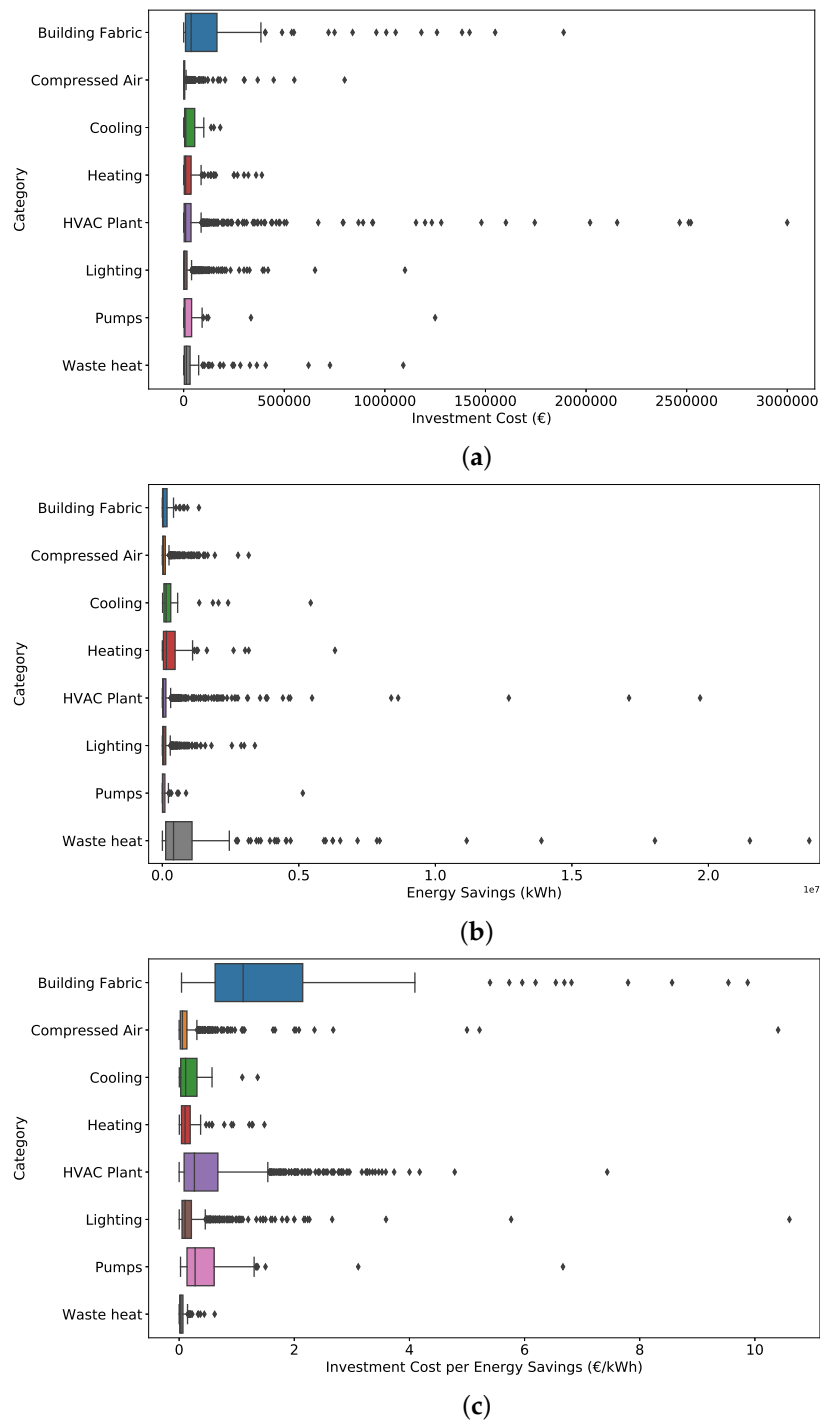 Category
Building Fabric
Compressed Air
Cooling
Heating
HVAC Plant
Lighting
Pumps
Waste heat
0 500000 1000000 1500000 2000000 2500000 3000000
Investment Cost (€)
(a)
Category
Building Fabric
Compressed Air
Cooling
Heating
HVAC Plant
Lighting
Pumps
Waste heat
0.0 0.5 1.0 1.5 2.0
1e7
Energy Savings (kWh)
(b)
Category
Building Fabric
Compressed Air
Cooling
Heating
HVAC Plant
Lighting
Pumps
Waste heat
0 2 4 6 8 10
Investment Cost per Energy Savings (€/kWh)
(c)